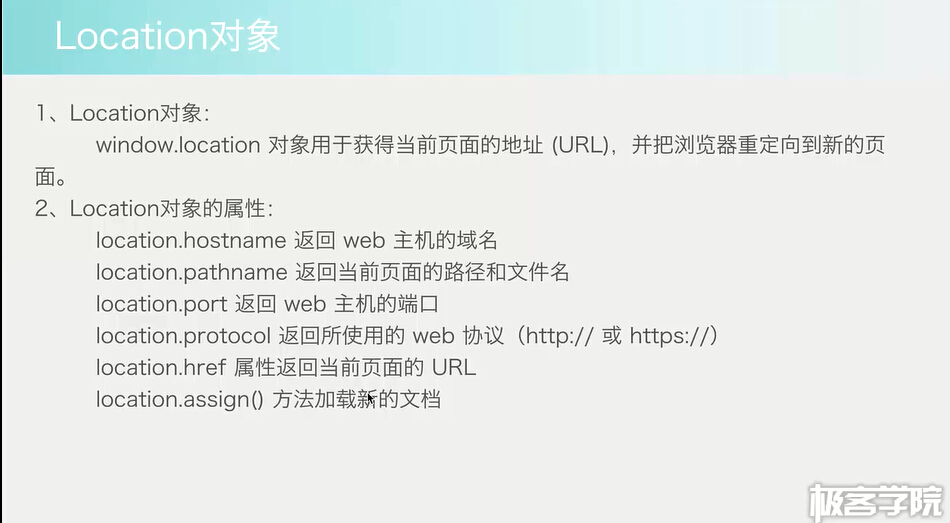 Location对象
1、Location对象：
window.location 对象用于获得当前页面的地址 (URL)，并把浏览器重定向到新的页
面。
2、Location对象的属性：
location.hostname 返回 web 主机的域名
location.pathname 返回当前页面的路径和文件名
location.port 返回 web 主机的端口
location.protocol 返回所使用的 web 协议（http:// 或 https://）
location.href 属性返回当前页面的 URL
location.assign() 方法加载新的文档
极客学院